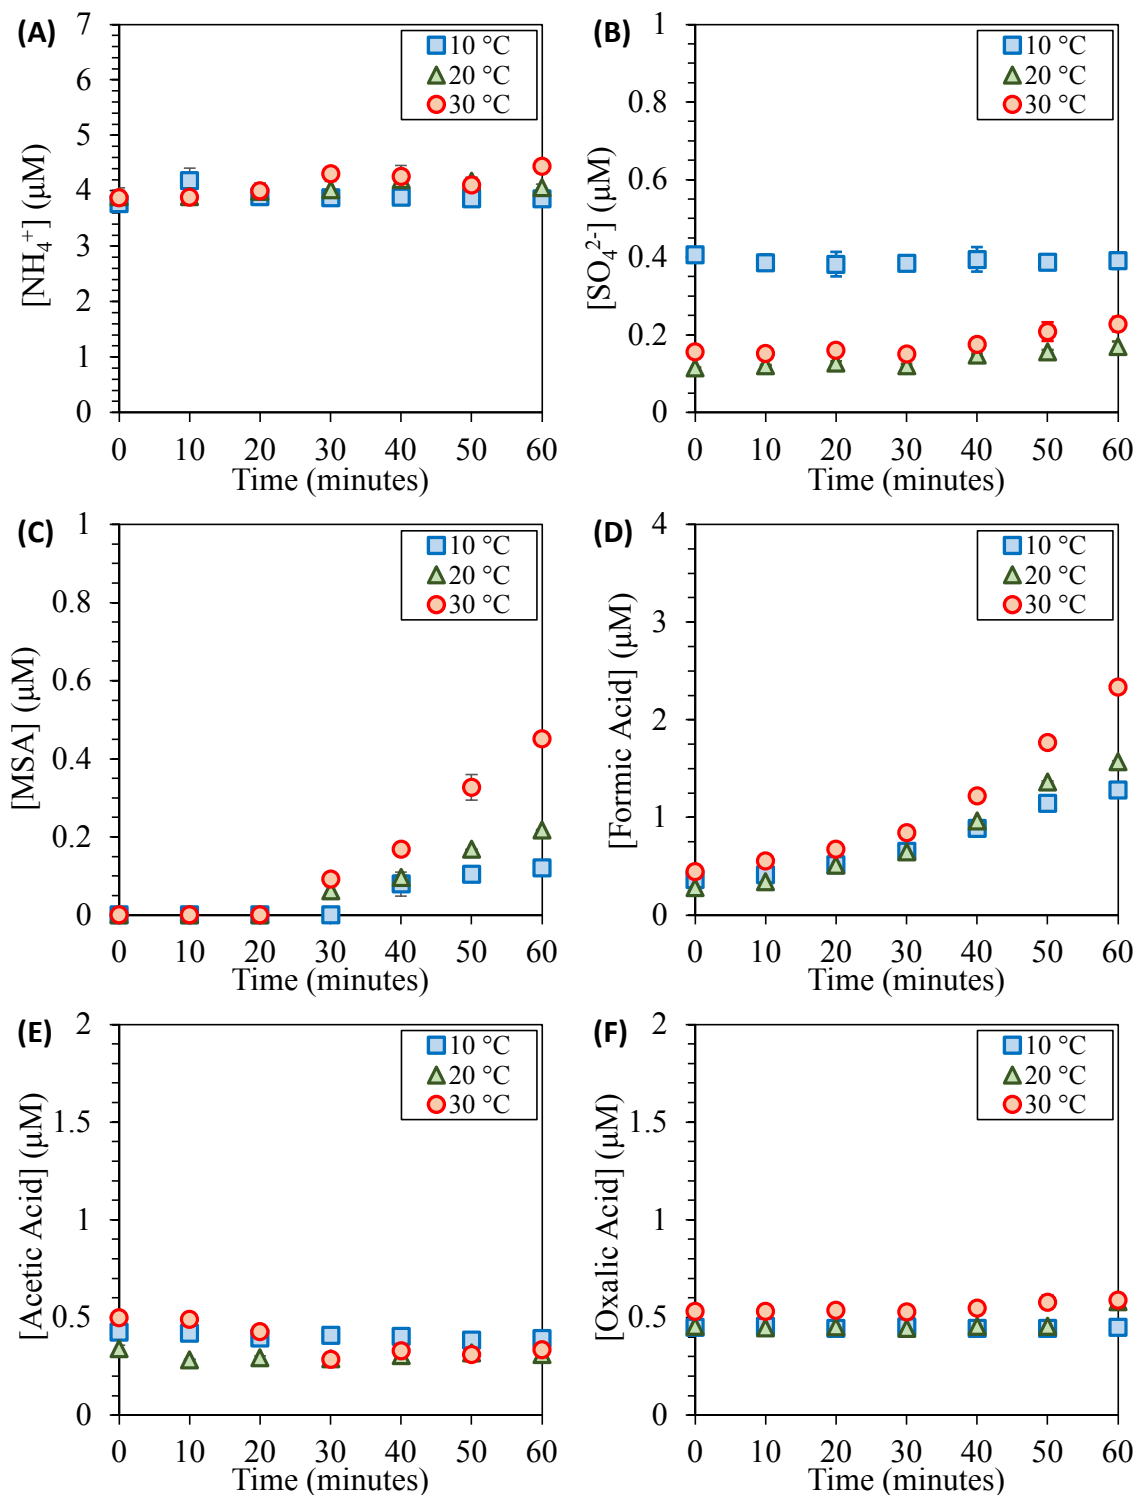 (A)
[NH₄⁺] (μM)
7
6
5
4
3
2
1
0
10 °C
20 °C
30 °C
0 10 20 30 40 50 60
Time (minutes)
(B)
[SO₄²⁻] (μM)
1
0.8
0.6
0.4
0.2
0
10 °C
20 °C
30 °C
0 10 20 30 40 50 60
Time (minutes)
(C)
[MSA] (μM)
1
0.8
0.6
0.4
0.2
0
10 °C
20 °C
30 °C
0 10 20 30 40 50 60
Time (minutes)
(D)
[Formic Acid] (μM)
4
3
2
1
0
10 °C
20 °C
30 °C
0 10 20 30 40 50 60
Time (minutes)
(E)
[Acetic Acid] (μM)
2
1.5
1
0.5
0
10 °C
20 °C
30 °C
0 10 20 30 40 50 60
Time (minutes)
(F)
[Oxalic Acid] (μM)
2
1.5
1
0.5
0
10 °C
20 °C
30 °C
0 10 20 30 40 50 60
Time (minutes)